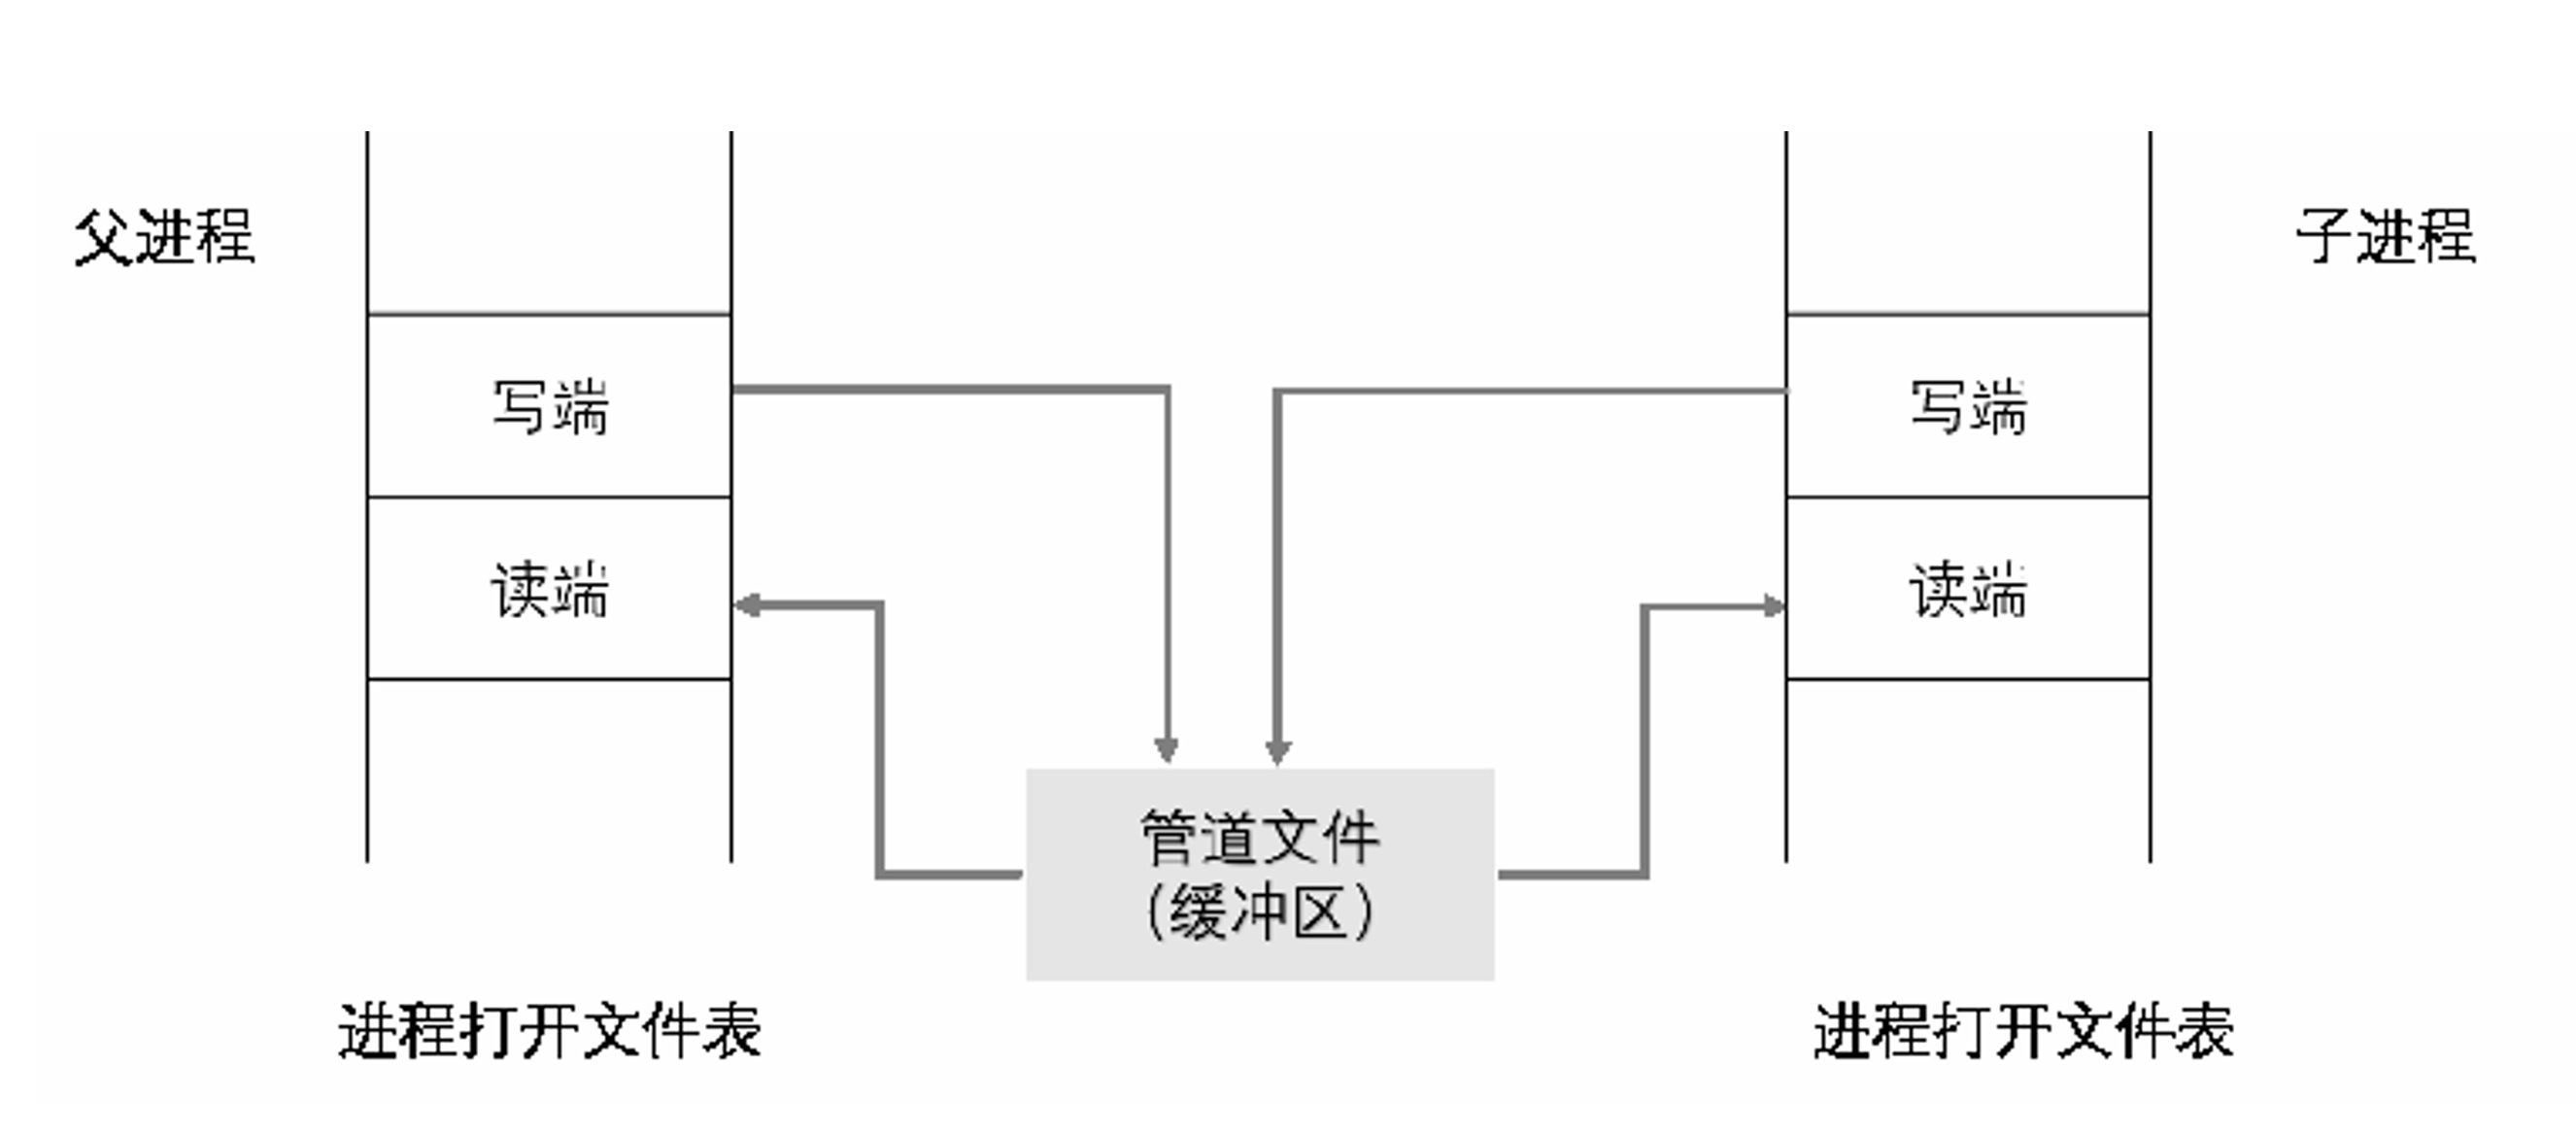 父进程
子进程
写端
写端
读端
读端
管道文件
(缓冲区)
进程打开文件表
进程打开文件表